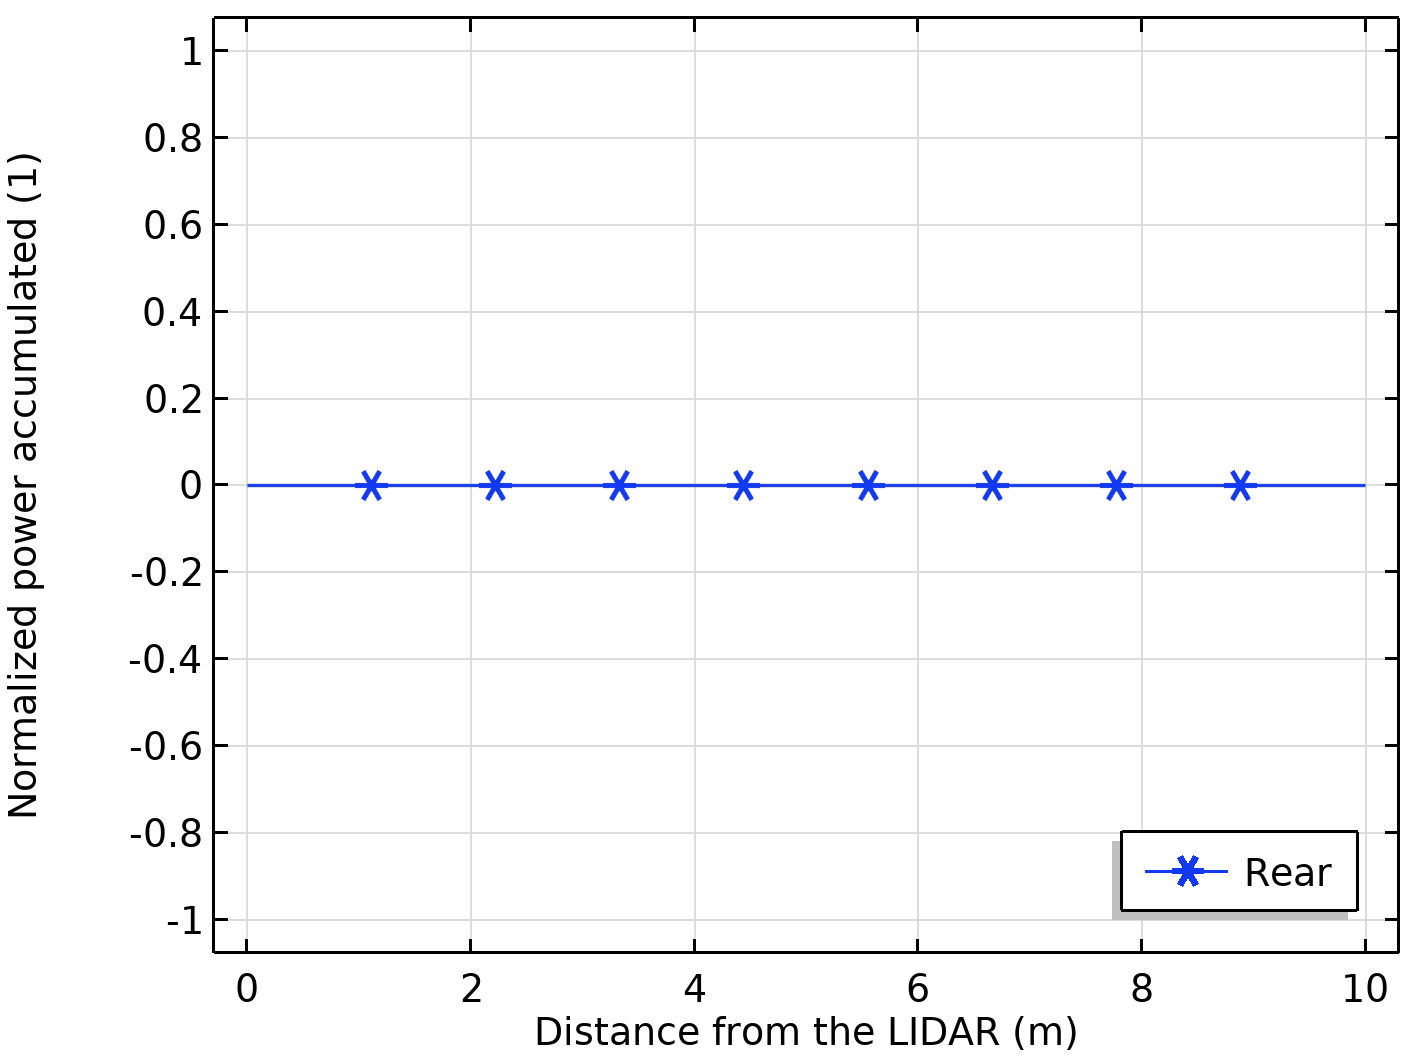 Normalized power accumulated (1)
1
0.8
0.6
0.4
0.2
0
-0.2
-0.4
-0.6
-0.8
-1
Rear
0 2 4 6 8 10
Distance from the LIDAR (m)